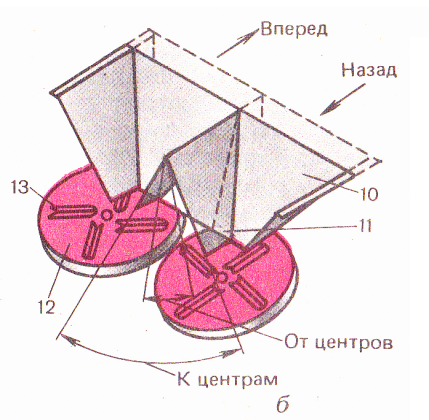 Вперед
Назад
13
10
11
12
От центров
К центрам
б